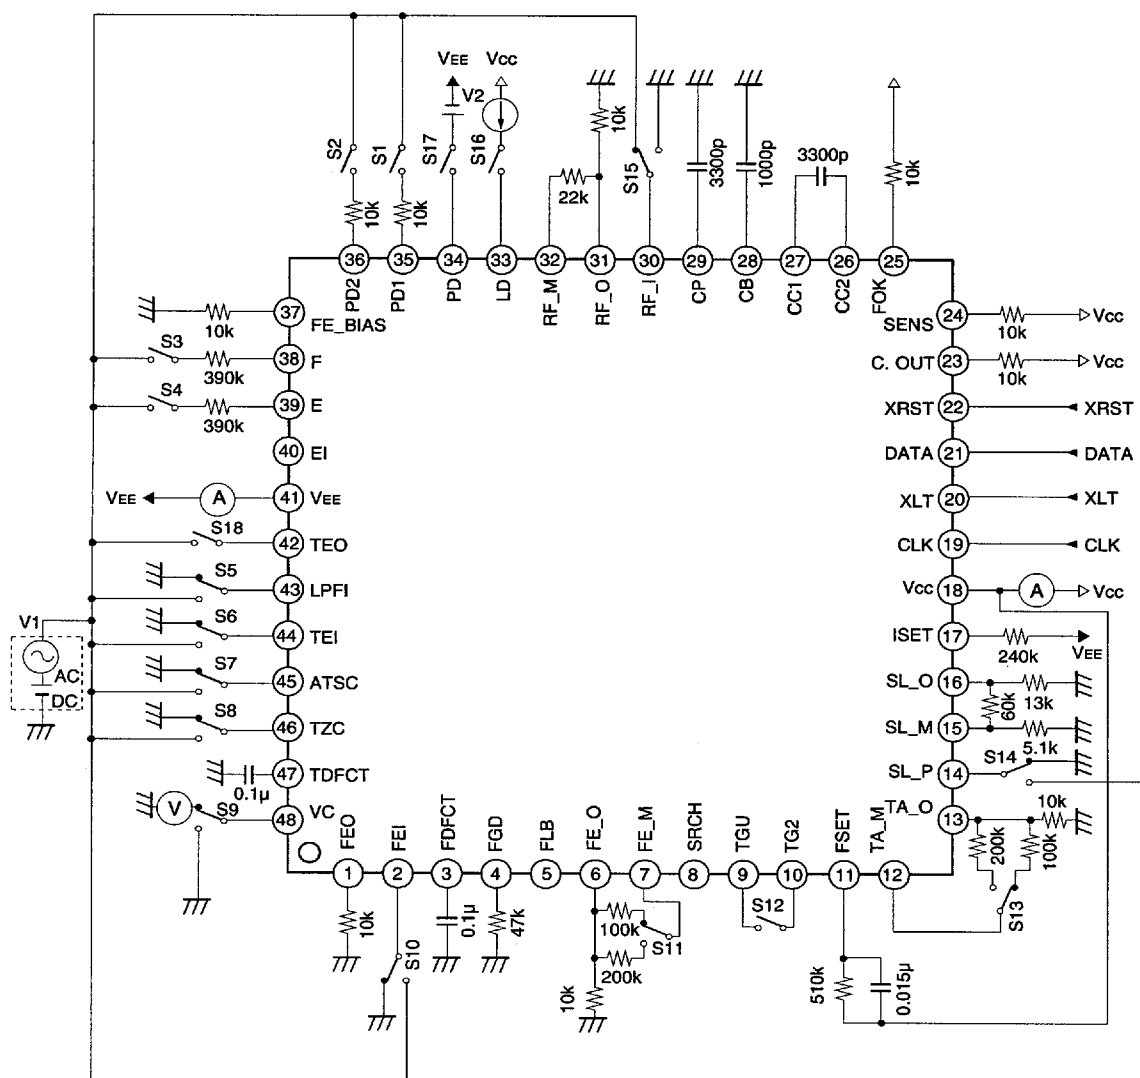 VEE
VCC
V2
S2
S1
S17
S16
10k
10k
22k
10k
S15
3300p
1000p
3300p
10k
36
35
34
33
32
31
30
29
28
27
26
25
PD2
PD1
PD
LD
RF_M
RF_O
RF_I
CP
CB
CC1
CC2
FOK
10k
37
FE_BIAS
SENS
24
10k
VCC
S3
390k
38
F
C. OUT
23
10k
VCC
S4
390k
39
E
XRST
22
XRST
40
EI
DATA
21
DATA
VEE
A
41
VEE
XLT
20
XLT
S18
42
TEO
CLK
19
CLK
S5
43
LPFI
VCC
18
A
VCC
V1
AC
DC
S6
44
TEI
ISET
17
240k
VEE
S7
45
ATSC
SL_O
16
13k
60k
S8
46
TZC
SL_M
15
5.1k
0.1μ
47
TDFCT
SL_P
14
S14
V
S9
48
VC
TA_O
13
10k
200k
100k
S13
FEO
FEI
FDFCT
FGD
FLB
FE_O
FE_M
SRCH
TGU
TG2
FSET
TA_M
1
2
3
4
5
6
7
8
9
10
11
12
10k
S10
0.1μ
47k
100k
S11
200k
10k
S12
510k
0.015μ